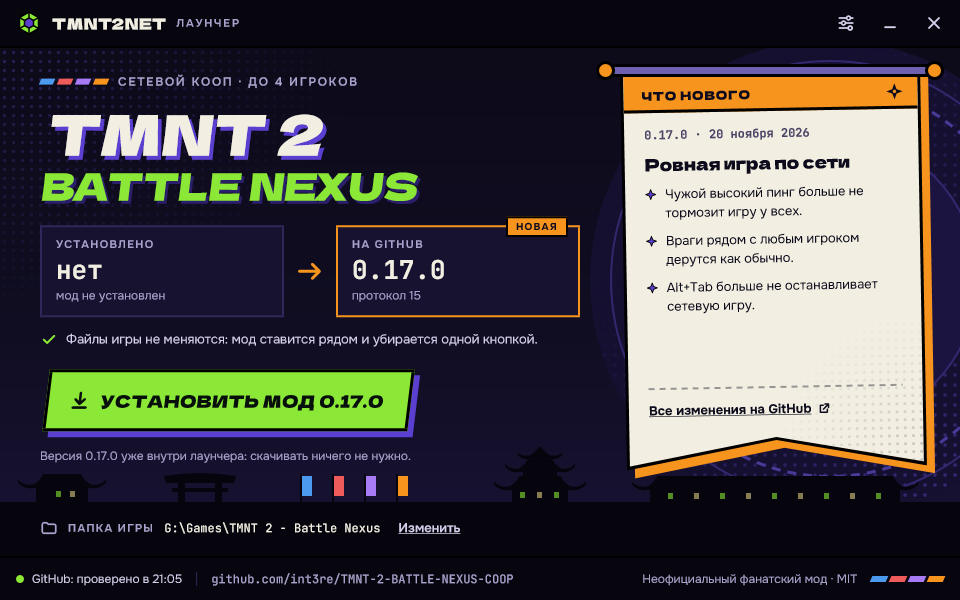 TMNT2NET ЛАУНЧЕР
СЕТЕВОЙ КООП · ДО 4 ИГРОКОВ
TMNT 2
BATTLE NEXUS
УСТАНОВЛЕНО
нет
мод не установлен
НОВАЯ
НА GITHUB
0.17.0
протокол 15
Файлы игры не меняются: мод ставится рядом и убирается одной кнопкой.
УСТАНОВИТЬ МОД 0.17.0
Версия 0.17.0 уже внутри лаунчера: скачивать ничего не нужно.
ЧТО НОВОГО
0.17.0 · 20 ноября 2026
Ровная игра по сети
Чужой высокий пинг больше не
тормозит игру у всех.
Враги рядом с любым игроком
дерутся как обычно.
Alt+Tab больше не останавливает
сетевую игру.
Все изменения на GitHub
ПАПКА ИГРЫ G:\Games\TMNT 2 - Battle Nexus Изменить
GitHub: проверено в 21:05 github.com/int3re/TMNT-2-BATTLE-NEXUS-COOP Неофициальный фанатский мод · MIT